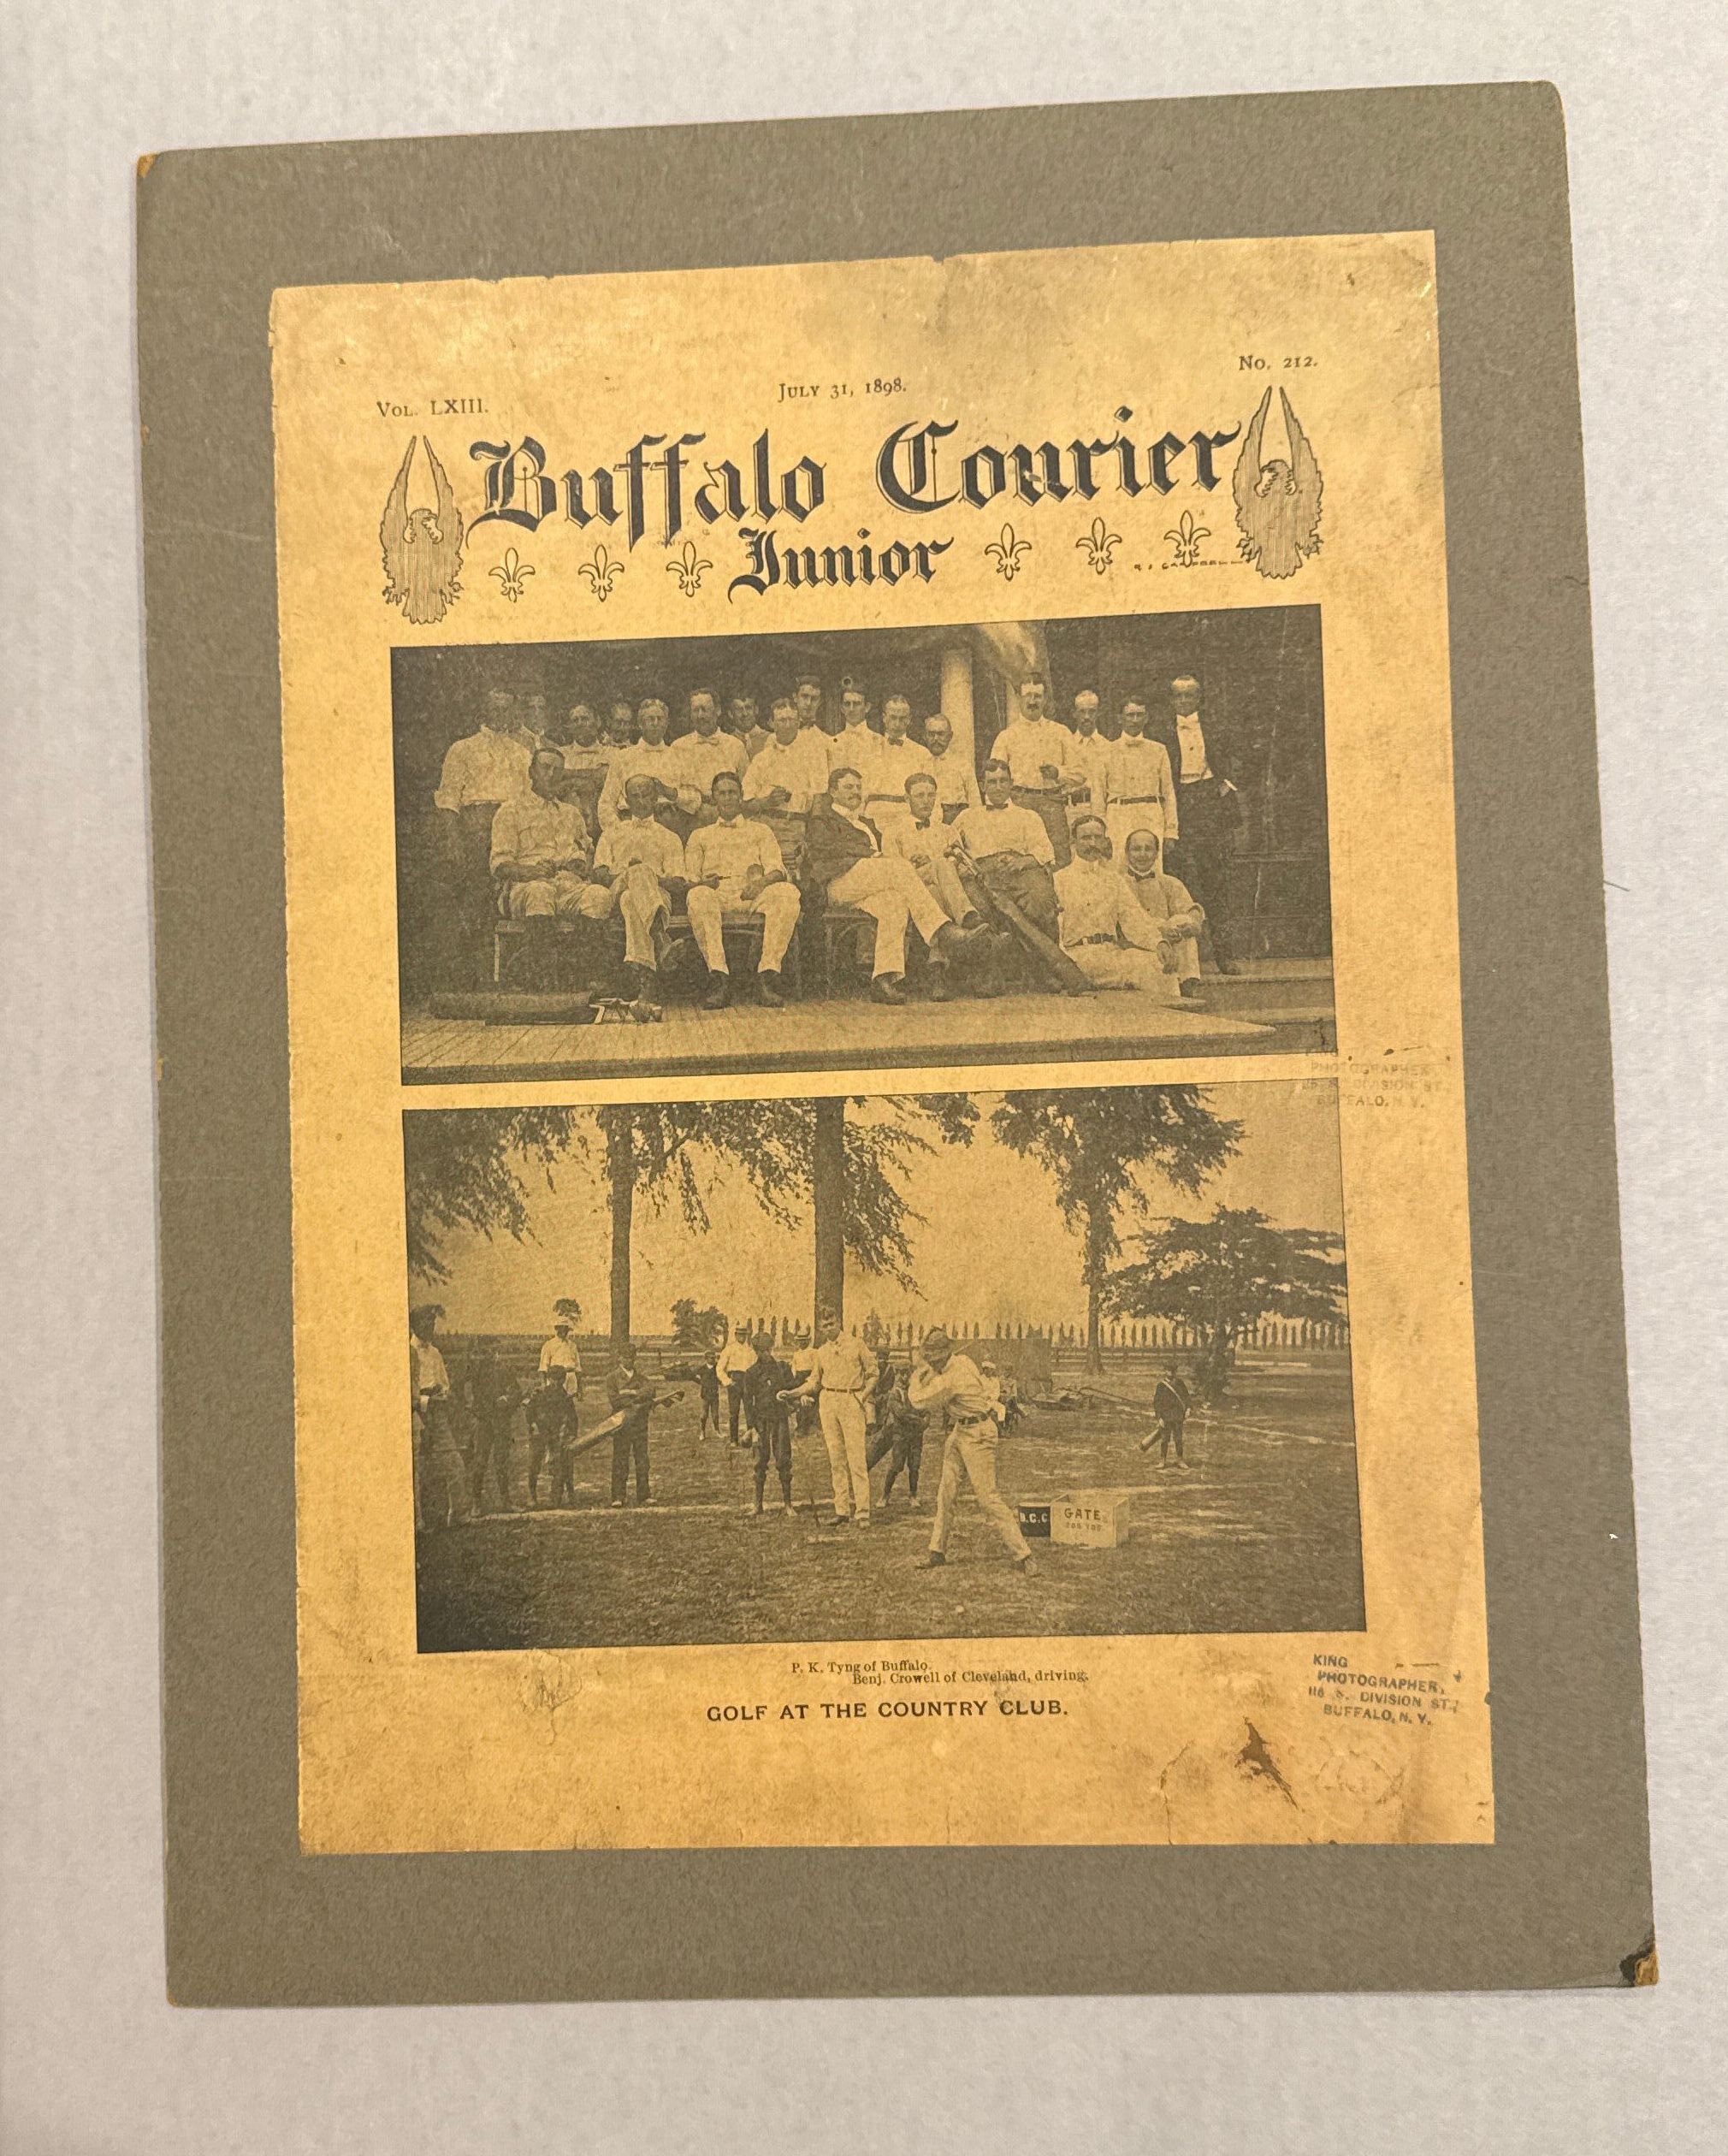 Vol. LXIII.
July 31, 1898.
No. 212.
Buffalo Courier
Junior
PHOTOGRAPHER
DIVISION ST.
BUFFALO, N. Y.
B.C.C
GATE
P. K. Tyng of Buffalo.
Benj. Crowell of Cleveland, driving.
GOLF AT THE COUNTRY CLUB.
KING
PHOTOGRAPHER,
118 S. DIVISION ST.,
BUFFALO, N. Y.